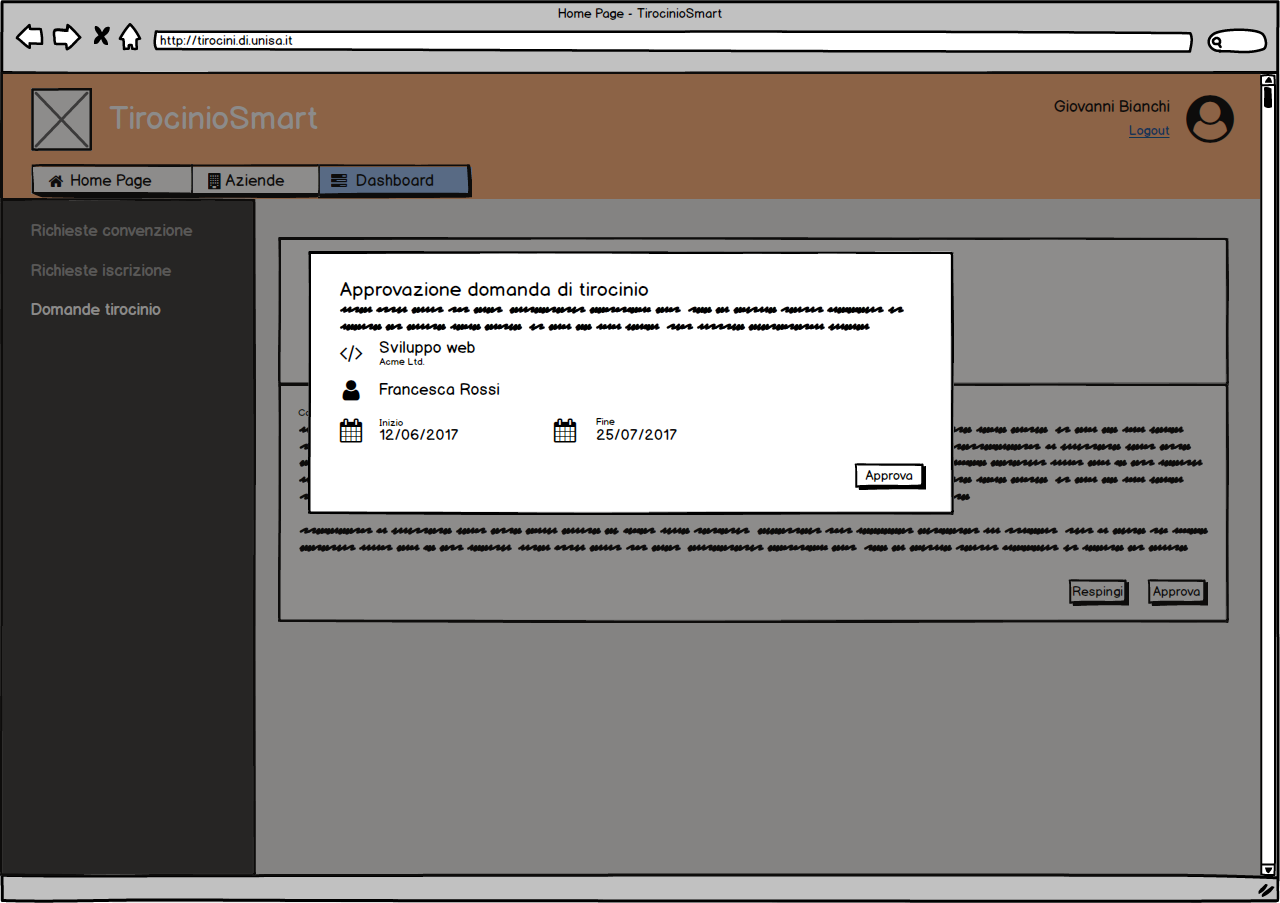 Home Page - TirocinioSmart
http://tirocini.di.unisa.it
TirocinioSmart
Giovanni Bianchi
Logout
Home Page
Aziende
Dashboard
Richieste convenzione
Richieste iscrizione
Domande tirocinio
Approvazione domanda di tirocinio
Sviluppo web
Acme Ltd.
Francesca Rossi
Inizio
12/06/2017
Fine
25/07/2017
Approva
Respingi
Approva